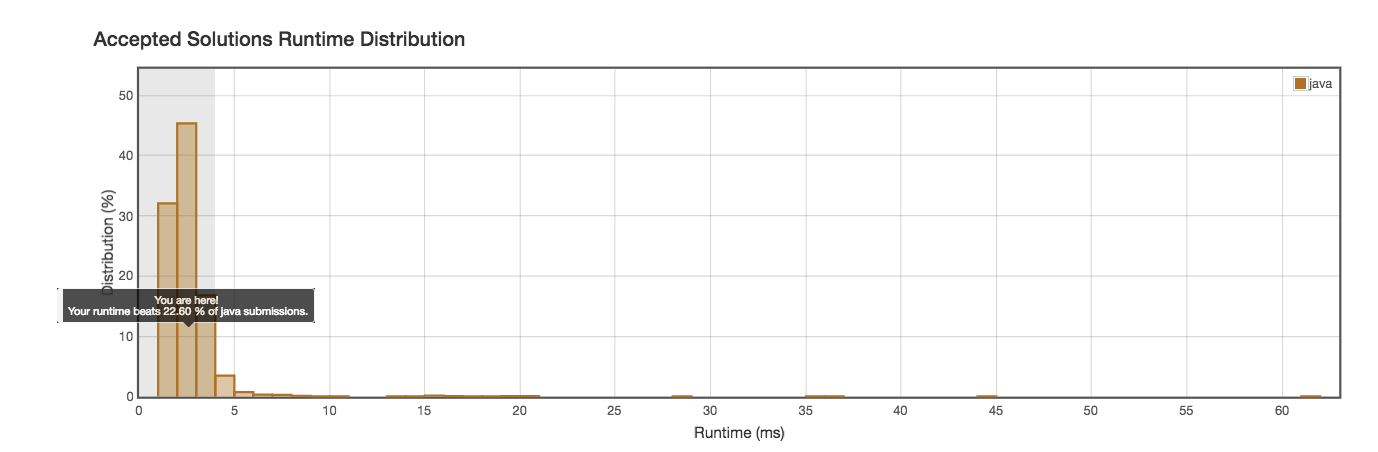 Accepted Solutions Runtime Distribution
java
50
40
30
20
10
0
Distribution (%)
You are here!
Your runtime beats 22.60 % of java submissions.
0 5 10 15 20 25 30 35 40 45 50 55 60
Runtime (ms)